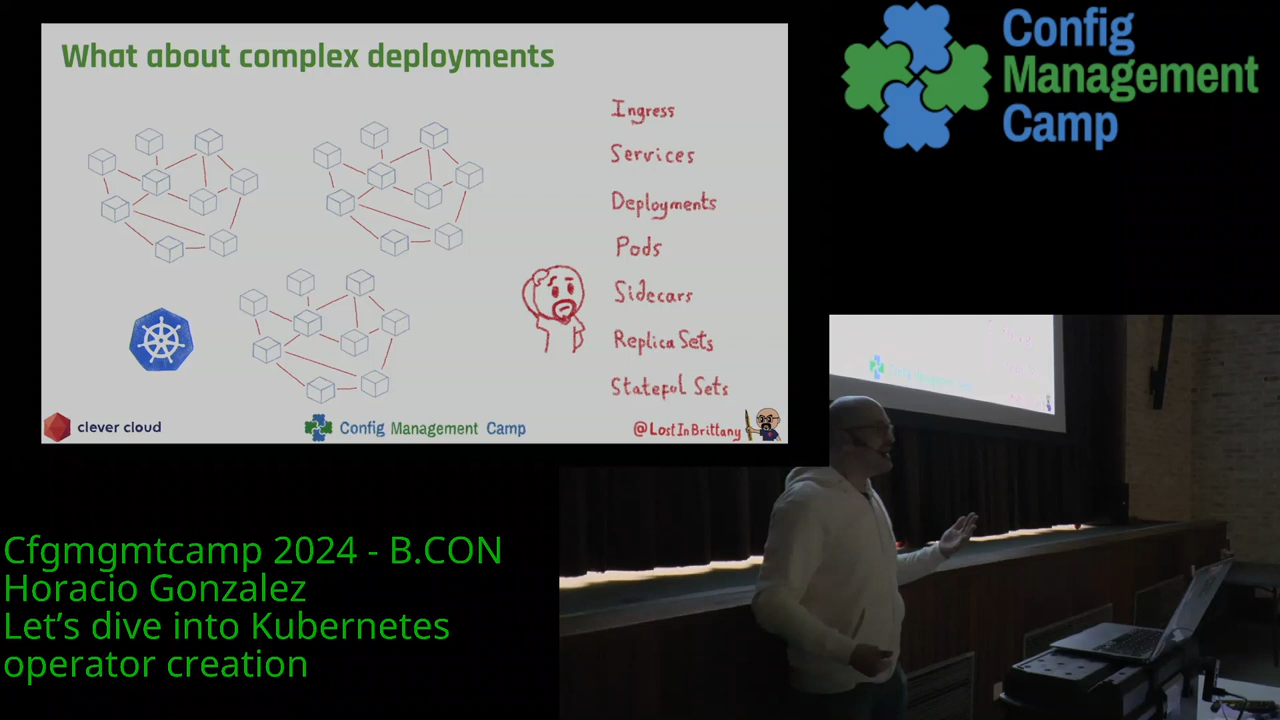 What about complex deployments
Ingress
Services
Deployments
Pods
Sidecars
Replica Sets
Stateful Sets
clever cloud
Config Management Camp
@LostInBrittany
Config
Management
Camp
Cfgmgmtcamp 2024 - B.CON
Horacio Gonzalez
Let's dive into Kubernetes
operator creation